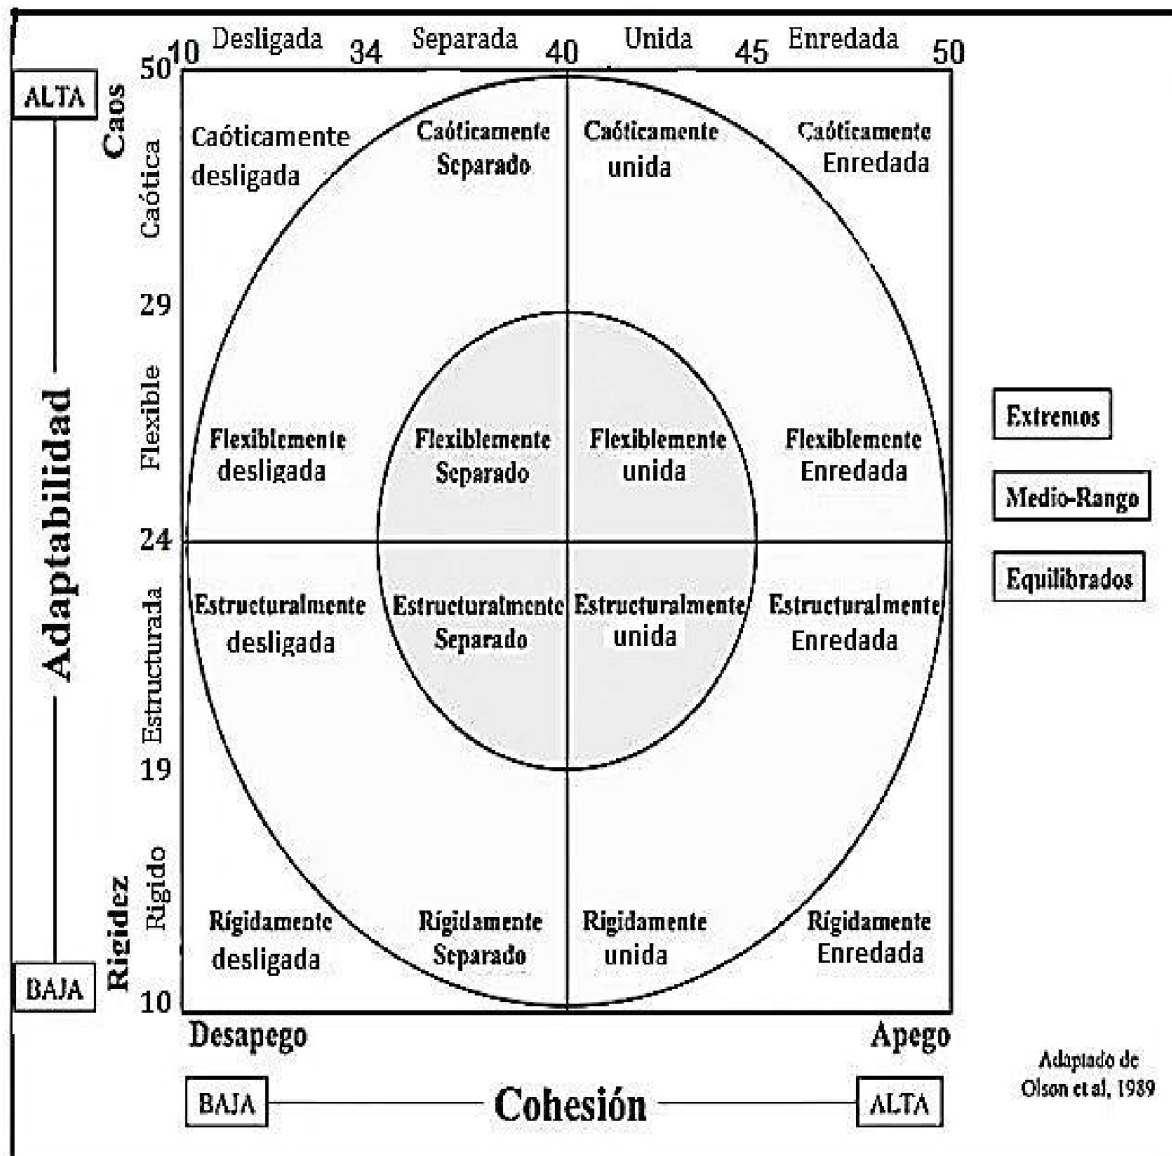 Desligada Separada Unida Enredada
10 34 40 45 50
50
ALTA
Caos
Caótica
Caóticamente Caóticamente Caóticamente Caóticamente
desligada Separado unida Enredada
29
Adaptabilidad
Flexible
Flexiblemente Flexiblemente Flexiblemente Flexiblemente
desligada Separado unida Enredada
Extremos
Medio-Rango
Equilibrados
24
Estructurada
Estructuralmente Estructuralmente Estructuralmente Estructuralmente
desligada Separado unida Enredada
19
Rigidez
Rígido
Rígidamente Rígidamente Rigidamente Rígidamente
desligada Separado unida Enredada
BAJA
10
Desapego Apego
BAJA Cohesión ALTA
Adaptado de
Olson et al, 1989